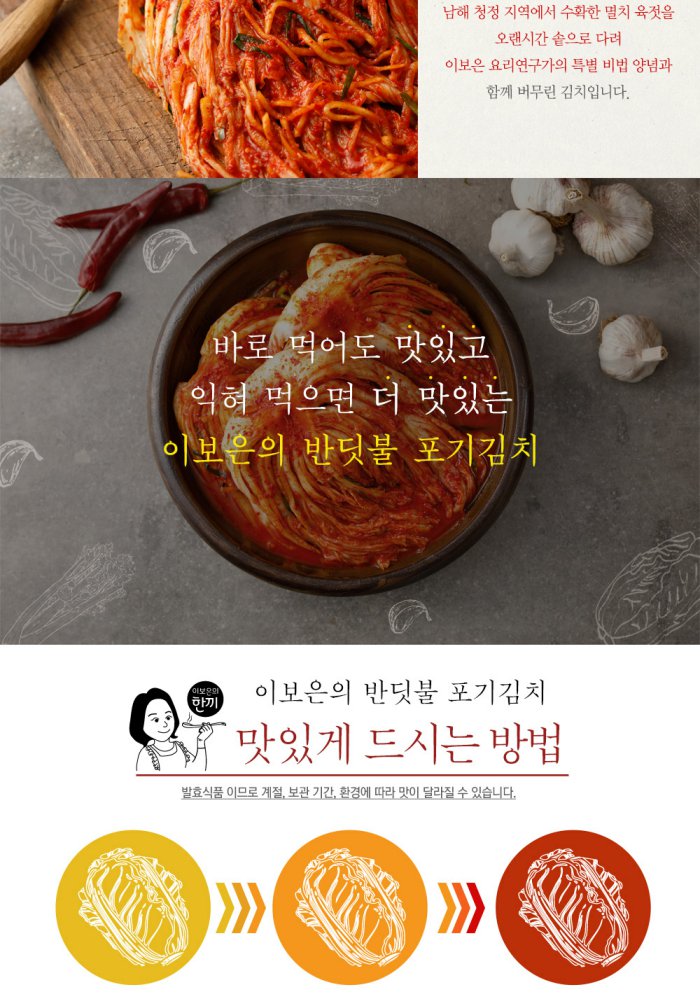 남해 청정 지역에서 수확한 멸치 육젓을
오랜시간 솥으로 다려
이보은 요리연구가의 특별 비법 양념과
함께 버무린 김치입니다.
바로 먹어도 맛있고
익혀 먹으면 더 맛있는
이보은의 반딧불 포기김치
이보은의
한끼
이보은의 반딧불 포기김치
맛있게 드시는 방법
발효식품 이므로 계절, 보관 기간, 환경에 따라 맛이 달라질 수 있습니다.